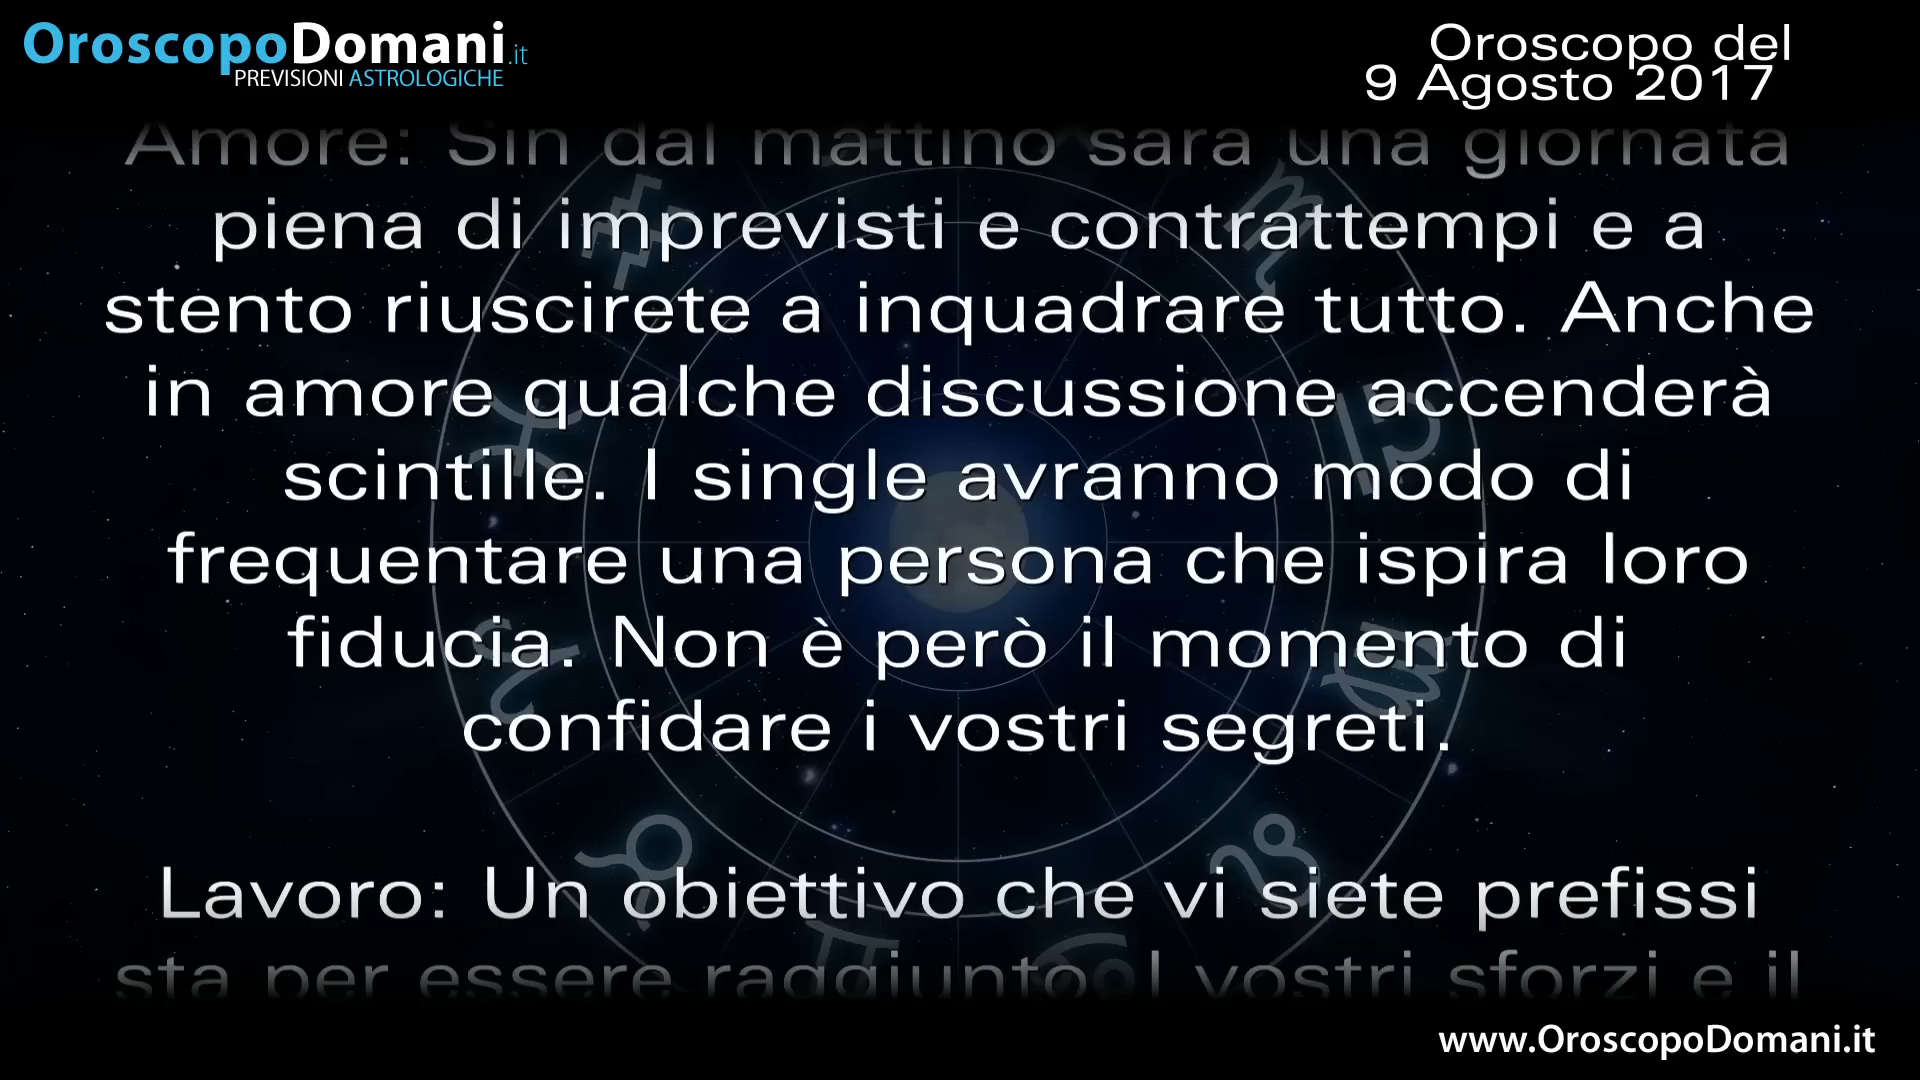 OroscopoDomani.it
PREVISIONI ASTROLOGICHE
Oroscopo del
9 Agosto 2017
Amore: Sin dal mattino sarà una giornata
piena di imprevisti e contrattempi e a
stento riuscirete a inquadrare tutto. Anche
in amore qualche discussione accenderà
scintille. I single avranno modo di
frequentare una persona che ispira loro
fiducia. Non è però il momento di
confidare i vostri segreti.
Lavoro: Un obiettivo che vi siete prefissi
sta per essere raggiunto. I vostri sforzi e il
www.OroscopoDomani.it